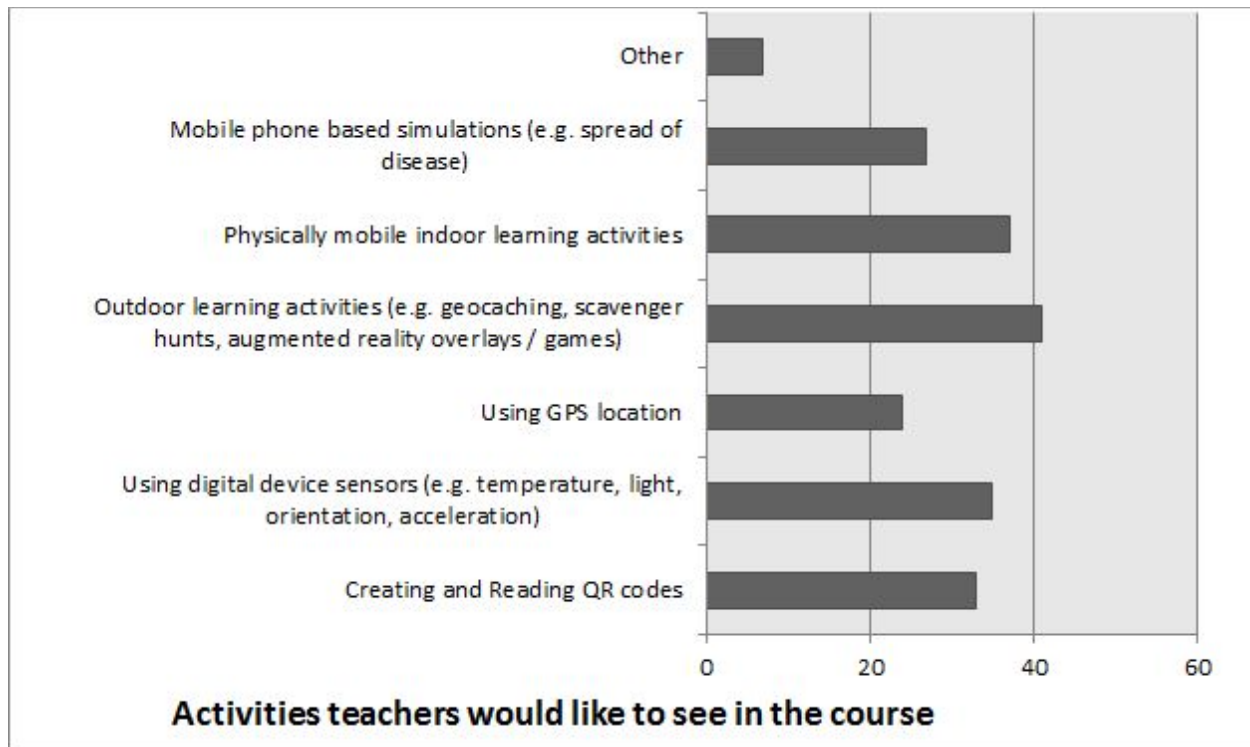 Other
Mobile phone based simulations (e.g. spread of
disease)
Physically mobile indoor learning activities
Outdoor learning activities (e.g. geocaching, scavenger
hunts, augmented reality overlays / games)
Using GPS location
Using digital device sensors (e.g. temperature, light,
orientation, acceleration)
Creating and Reading QR codes
0 20 40 60
Activities teachers would like to see in the course